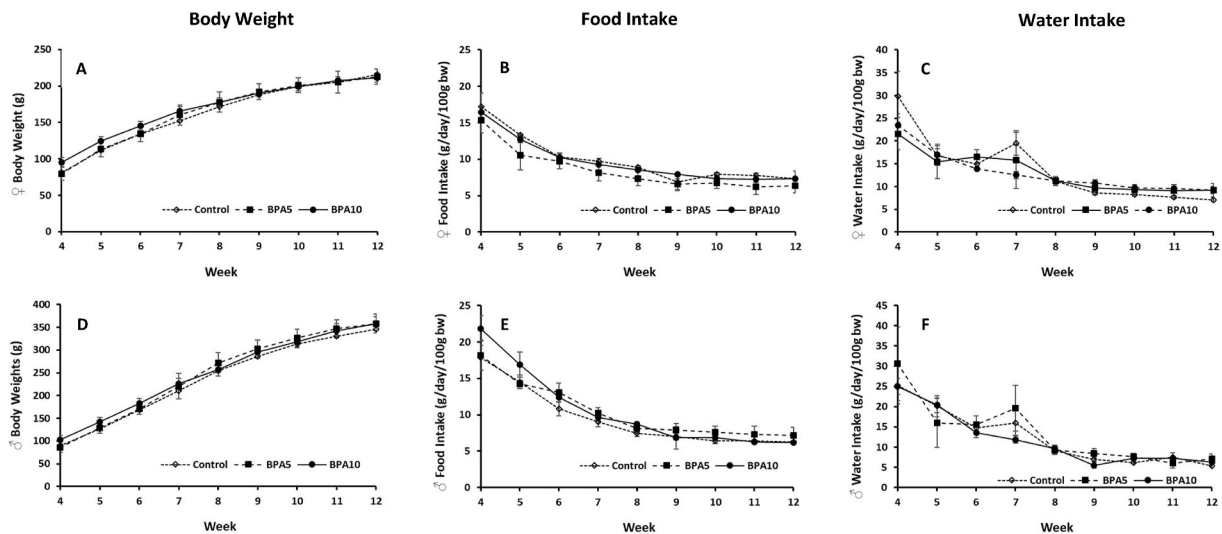 Body Weight
Food Intake
Water Intake
A
♀ Body Weight (g)
250
200
150
100
50
0
Control BPA5 BPA10
4 5 6 7 8 9 10 11 12
Week
B
♀ Food Intake (g/day/100g bw)
25
20
15
10
5
0
Control BPA5 BPA10
4 5 6 7 8 9 10 11 12
Week
C
♀ Water Intake (g/day/100g bw)
40
35
30
25
20
15
10
5
0
Control BPA5 BPA10
4 5 6 7 8 9 10 11 12
Week
D
♂ Body Weights (g)
400
350
300
250
200
150
100
50
0
Control BPA5 BPA10
4 5 6 7 8 9 10 11 12
Week
E
♂ Food Intake (g/day/100g bw)
25
20
15
10
5
0
Control BPA5 BPA10
4 5 6 7 8 9 10 11 12
Week
F
♂ Water Intake (g/day/100g bw)
45
40
35
30
25
20
15
10
5
0
Control BPA5 BPA10
4 5 6 7 8 9 10 11 12
Week